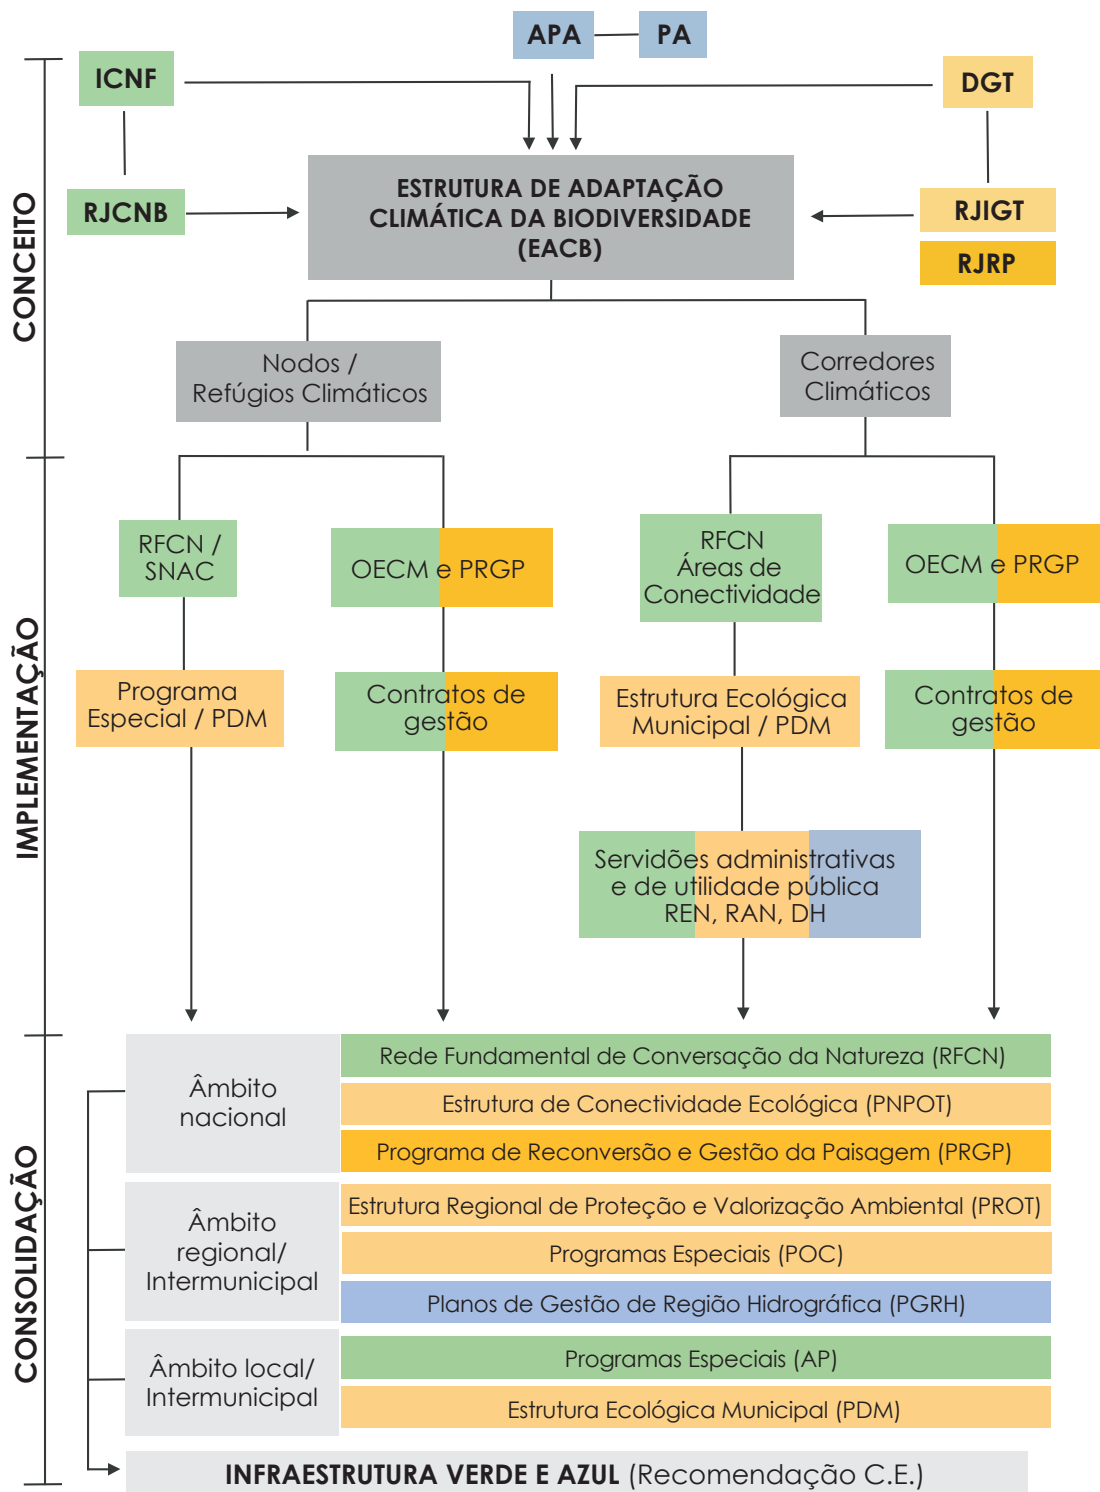 APA
PA
ICNF
DGT
CONCEITO
RJCNB
ESTRUTURA DE ADAPTAÇÃO
CLIMÁTICA DA BIODIVERSIDADE
(EACB)
RJIGT
RJRP
Nodos /
Refúgios Climáticos
Corredores
Climáticos
IMPLEMENTAÇÃO
RFCN /
SNAC
OECM e PRGP
RFCN
Áreas de
Conectividade
OECM e PRGP
Programa
Especial / PDM
Contratos de
gestão
Estrutura Ecológica
Municipal / PDM
Contratos de
gestão
Servidões administrativas
e de utilidade pública
REN, RAN, DH
CONSOLIDAÇÃO
Âmbito
nacional
Rede Fundamental de Conversação da Natureza (RFCN)
Estrutura de Conectividade Ecológica (PNPOT)
Programa de Reconversão e Gestão da Paisagem (PRGP)
Âmbito
regional/
Intermunicipal
Estrutura Regional de Proteção e Valorização Ambiental (PROT)
Programas Especiais (POC)
Planos de Gestão de Região Hidrográfica (PGRH)
Âmbito local/
Intermunicipal
Programas Especiais (AP)
Estrutura Ecológica Municipal (PDM)
INFRAESTRUTURA VERDE E AZUL (Recomendação C.E.)